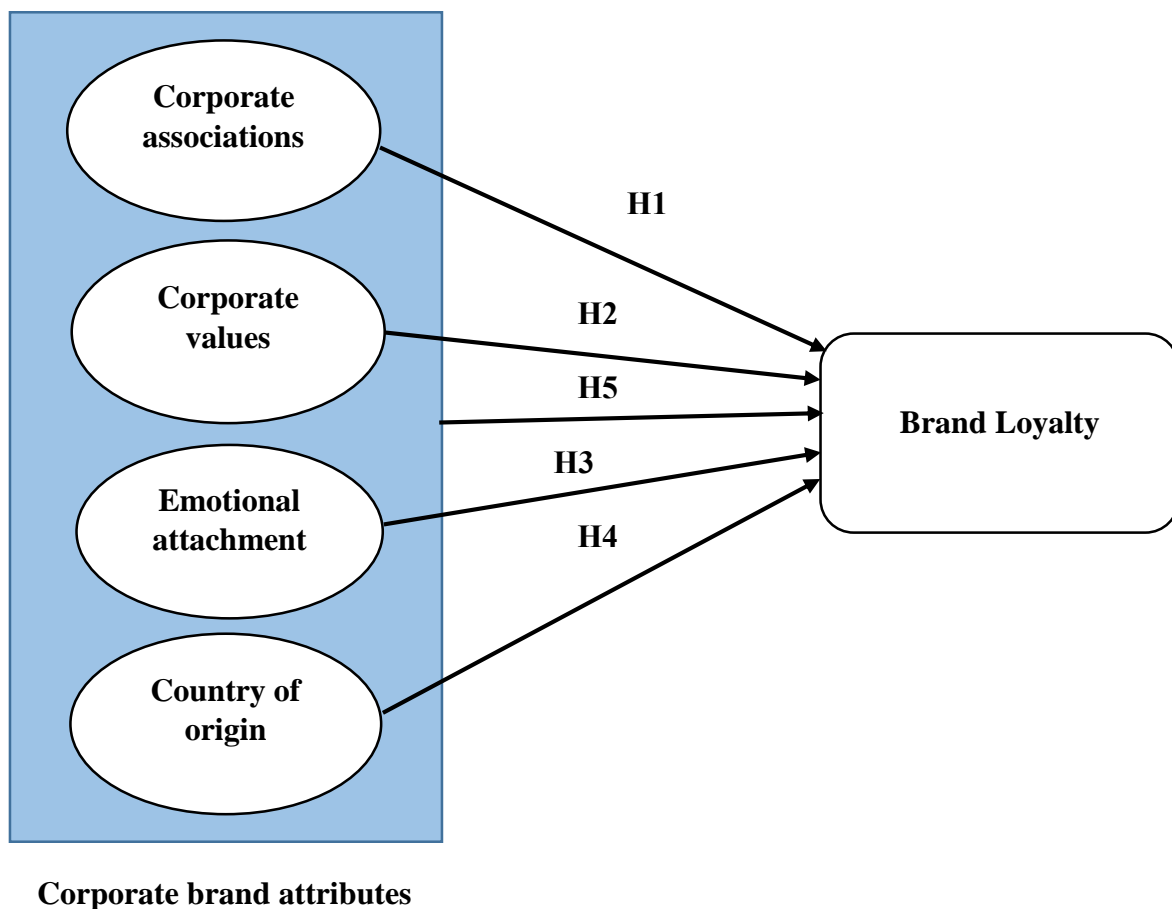 Corporate
associations
H1
Corporate
values
H2
H5
Brand Loyalty
H3
Emotional
attachment
H4
Country of
origin
Corporate brand attributes